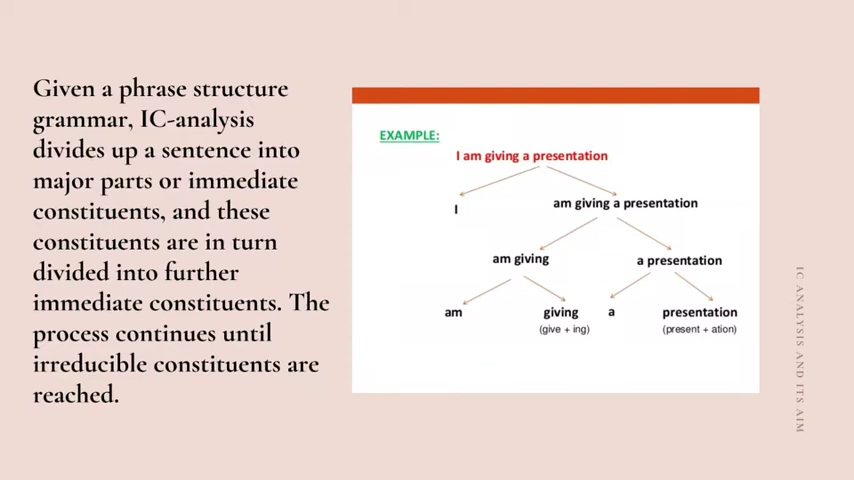 Given a phrase structure
grammar, IC-analysis
divides up a sentence into
major parts or immediate
constituents, and these
constituents are in turn
divided into further
immediate constituents. The
process continues until
irreducible constituents are
reached.
EXAMPLE:
I am giving a presentation
I
am giving a presentation
am giving
a presentation
am
giving
a
presentation
(give + ing)
(present + ation)
IC ANALYSIS AND ITS AIM